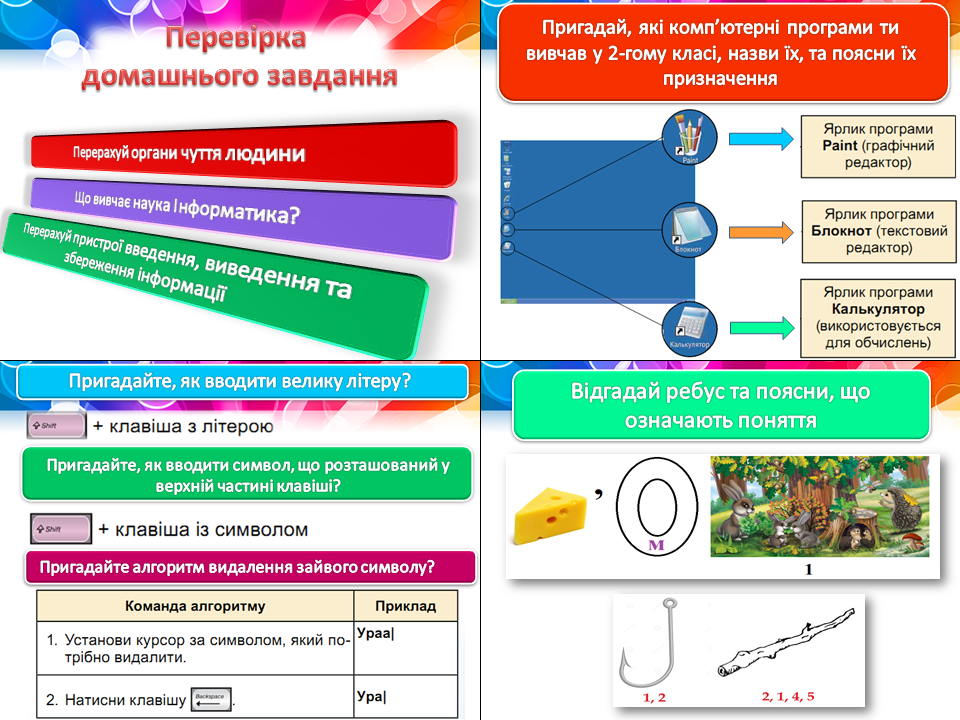 Перевірка
домашнього завдання
Перерахуй органи чуття людини
Що вивчає наука Інформатика?
Перерахуй пристрої введення, виведення та
збереження інформації
Пригадай, які комп’ютерні програми ти
вивчав у 2-гому класі, назви їх, та поясни їх
призначення
Paint
Ярлик програми
Paint (графічний
редактор)
Блокнот
Ярлик програми
Блокнот (текстовий
редактор)
Калькулятор
Ярлик програми
Калькулятор
(використовується
для обчислень)
Пригадайте, як вводити велику літеру?
Shift + клавіша з літерою
Пригадайте, як вводити символ, що розташований у
верхній частині клавіші?
Shift + клавіша із символом
Пригадайте алгоритм видалення зайвого символу?
Команда алгоритму Приклад
1. Установи курсор за символом, який по- Ураа|
трібно видалити.
2. Натисни клавішу Backspace. Ура|
Відгадай ребус та поясни, що
означають поняття
,
О
м
1
1, 2
2, 1, 4, 5